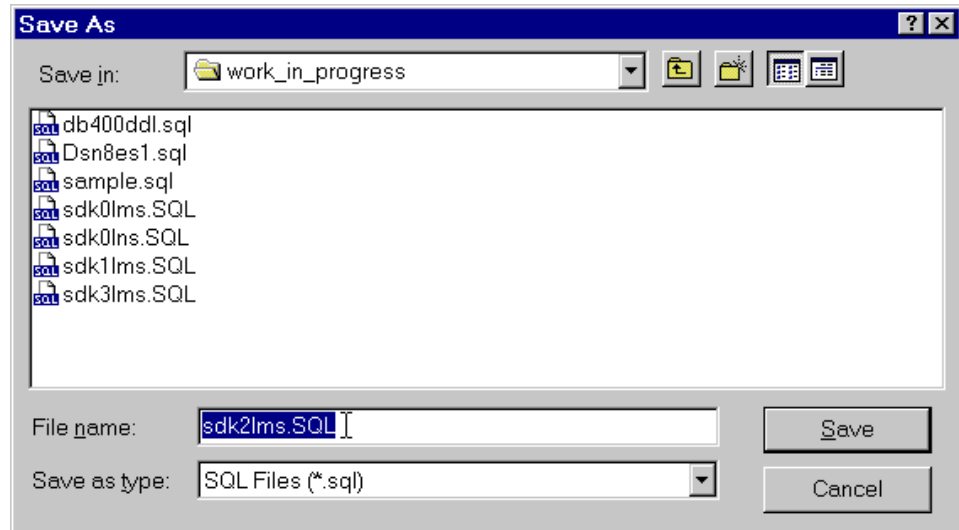 Save As
Save in: work_in_progress
db400ddl.sql
Dsn8es1.sql
sample.sql
sdk0lms.SQL
sdk0lns.SQL
sdk1lms.SQL
sdk3lms.SQL
File name: sdk2lms.SQL Save
Save as type: SQL Files (*.sql) Cancel